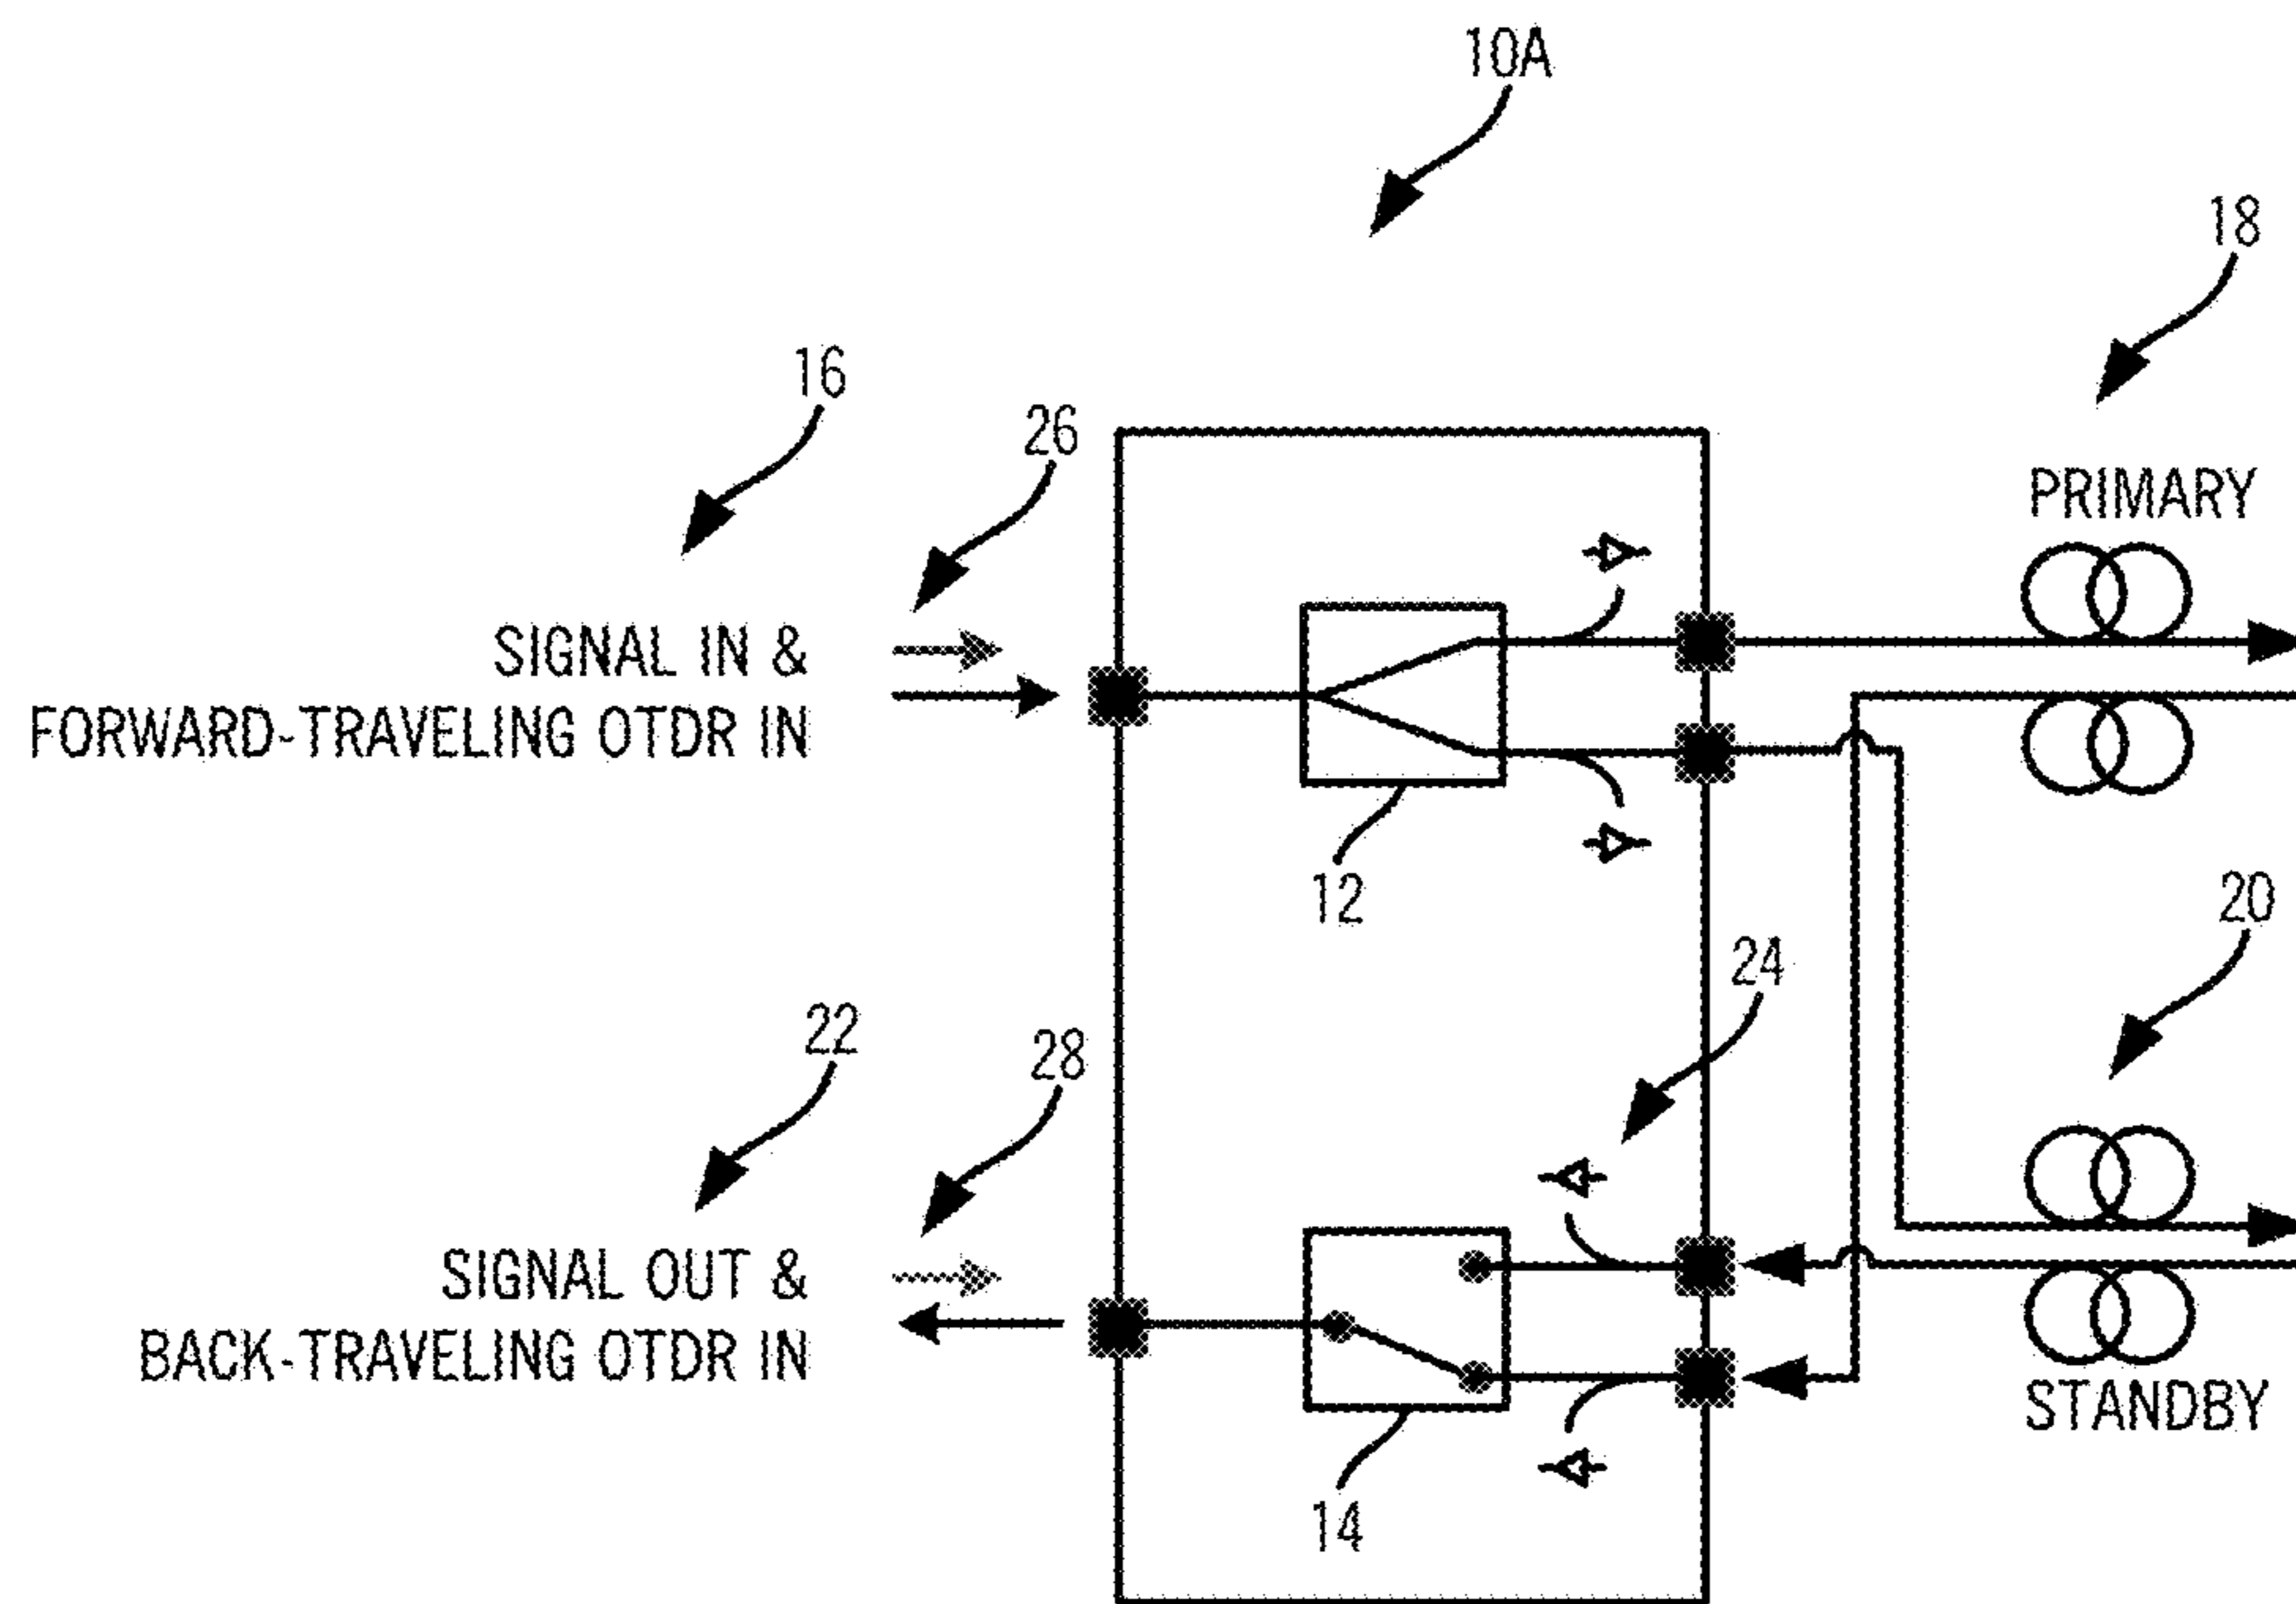 10A
18
16
26
PRIMARY
SIGNAL IN &
FORWARD-TRAVELING OTDR IN
12
20
24
22
28
SIGNAL OUT &
BACK-TRAVELING OTDR IN
STANDBY
14